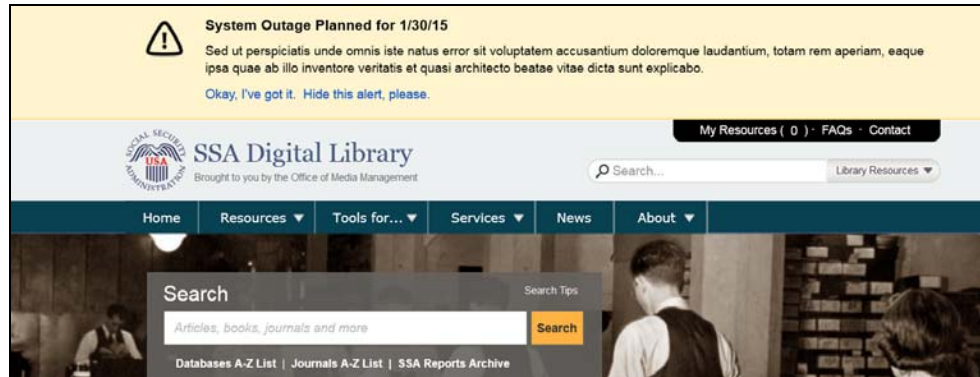 System Outage Planned for 1/30/15
Sed ut perspiciatis unde omnis iste natus error sit voluptatem accusantium doloremque laudantium, totam rem aperiam, eaque
ipsa quae ab illo inventore veritatis et quasi architecto beatae vitae dicta sunt explicabo.
Okay, I've got it. Hide this alert, please.
My Resources ( 0 ) · FAQs · Contact
SOCIAL SECURITY
USA
ADMINISTRATION
SSA Digital Library
Brought to you by the Office of Media Management
Search...
Library Resources ▼
Home Resources ▼ Tools for... ▼ Services ▼ News About ▼
Search
Search Tips
Articles, books, journals and more
Search
Databases A-Z List | Journals A-Z List | SSA Reports Archive